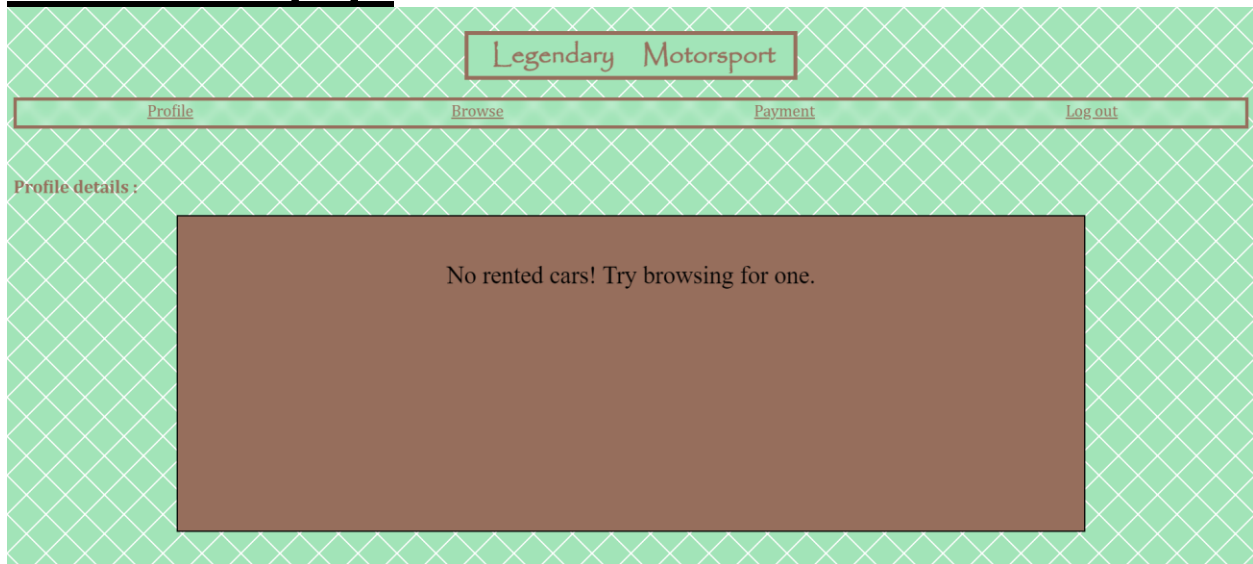 Legendary Motorsport
Profile Browse Payment Log out
Profile details :
No rented cars! Try browsing for one.